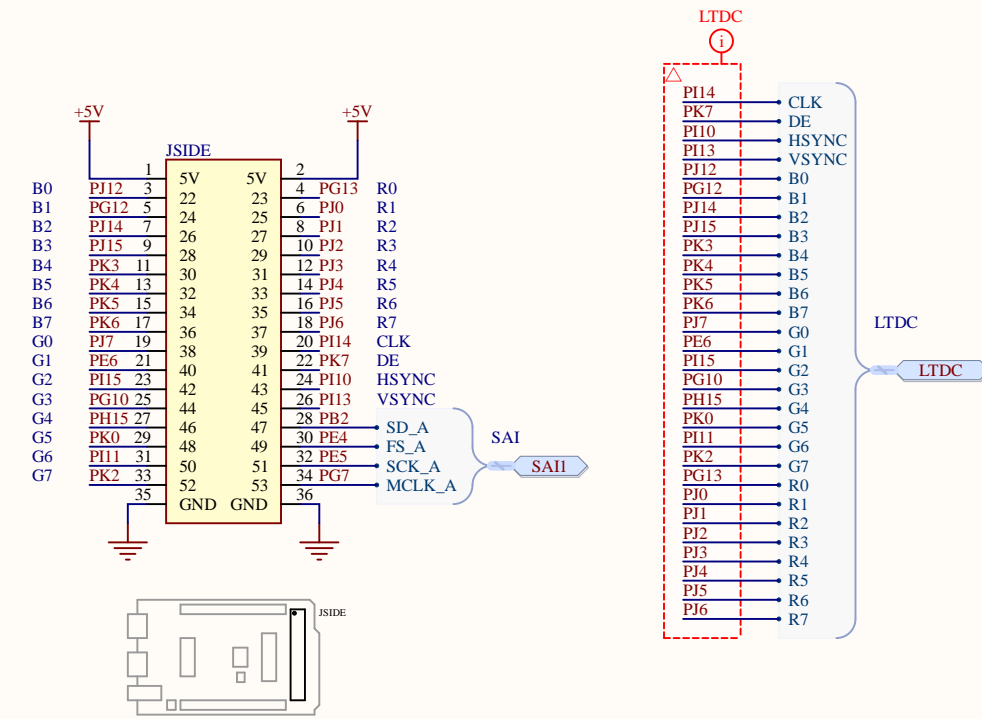 LTDC
i
+5V +5V
JSIDE
1 5V 5V 2
B0 PJ12 3 22 23 4 PG13 R0
B1 PG12 5 24 25 6 PJ0 R1
B2 PJ14 7 26 27 8 PJ1 R2
B3 PJ15 9 28 29 10 PJ2 R3
B4 PK3 11 30 31 12 PJ3 R4
B5 PK4 13 32 33 14 PJ4 R5
B6 PK5 15 34 35 16 PJ5 R6
B7 PK6 17 36 37 18 PJ6 R7
G0 PJ7 19 38 39 20 PI14 CLK
G1 PE6 21 40 41 22 PK7 DE
G2 PI15 23 42 43 24 PI10 HSYNC
G3 PG10 25 44 45 26 PI13 VSYNC
G4 PH15 27 46 47 28 PB2 SD_A
G5 PK0 29 48 49 30 PE4 FS_A
G6 PI11 31 50 51 32 PE5 SCK_A
G7 PK2 33 52 53 34 PG7 MCLK_A
35 GND GND 36
SAI
SAI1
JSIDE
PI14 CLK
PK7 DE
PI10 HSYNC
PI13 VSYNC
PJ12 B0
PG12 B1
PJ14 B2
PJ15 B3
PK3 B4
PK4 B5
PK5 B6
PK6 B7
PJ7 G0
PE6 G1
PI15 G2
PG10 G3
PH15 G4
PK0 G5
PI11 G6
PK2 G7
PG13 R0
PJ0 R1
PJ1 R2
PJ2 R3
PJ3 R4
PJ4 R5
PJ5 R6
PJ6 R7
LTDC
LTDC